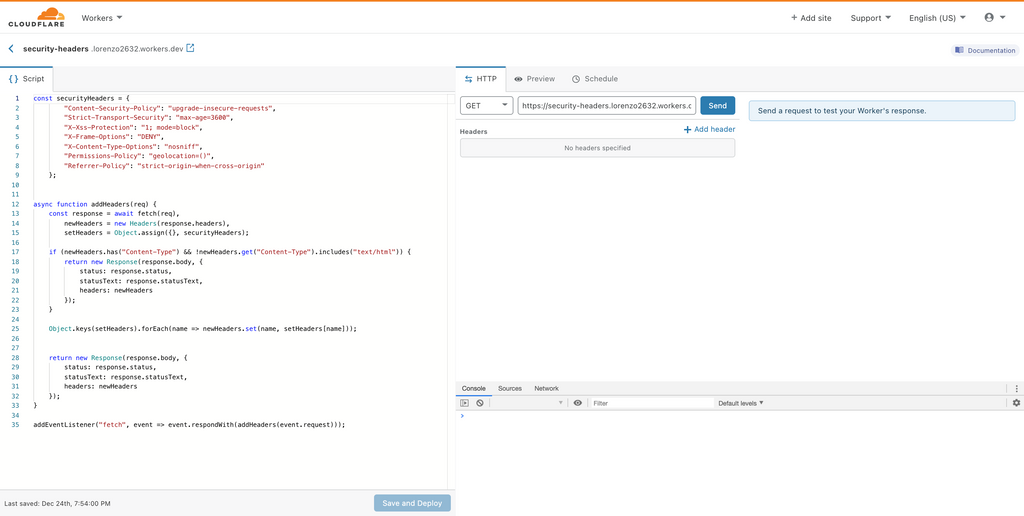 CLOUDFLARE
Workers
Add site
Support
English (US)
security-headers .lorenzo2632.workers.dev
Documentation
{} Script
HTTP
Preview
Schedule
1 const securityHeaders = {
2 "Content-Security-Policy": "upgrade-insecure-requests",
3 "Strict-Transport-Security": "max-age=3600",
4 "X-Xss-Protection": "1; mode=block",
5 "X-Frame-Options": "DENY",
6 "X-Content-Type-Options": "nosniff",
7 "Permissions-Policy": "geolocation=()",
8 "Referrer-Policy": "strict-origin-when-cross-origin"
9 };
10
11
12 async function addHeaders(req) {
13 const response = await fetch(req),
14 newHeaders = new Headers(response.headers),
15 setHeaders = Object.assign({}, securityHeaders);
16
17 if (newHeaders.has("Content-Type") && !newHeaders.get("Content-Type").includes("text/html")) {
18 return new Response(response.body, {
19 status: response.status,
20 statusText: response.statusText,
21 headers: newHeaders
22 });
23 }
24
25 Object.keys(setHeaders).forEach(name => newHeaders.set(name, setHeaders[name]));
26
27
28 return new Response(response.body, {
29 status: response.status,
30 statusText: response.statusText,
31 headers: newHeaders
32 });
33 }
34
35 addEventListener("fetch", event => event.respondWith(addHeaders(event.request)));
Last saved: Dec 24th, 7:54:00 PM
Save and Deploy
GET
https://security-headers.lorenzo2632.workers.c
Send
Headers
Add header
No headers specified
Send a request to test your Worker's response.
Console
Sources
Network
Filter
Default levels